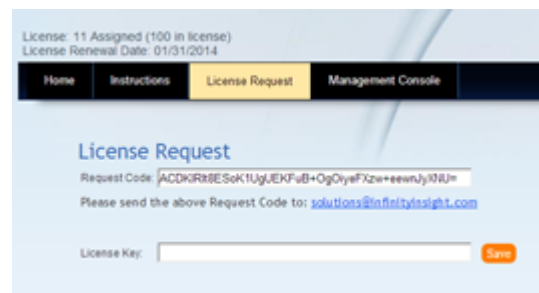 License: 11 Assigned (100 in license)
License Renewal Date: 01/31/2014
Home Instructions License Request Management Console
License Request
Request Code:
Please send the above Request Code to: solutions@infinityinsight.com
License Key:
Save